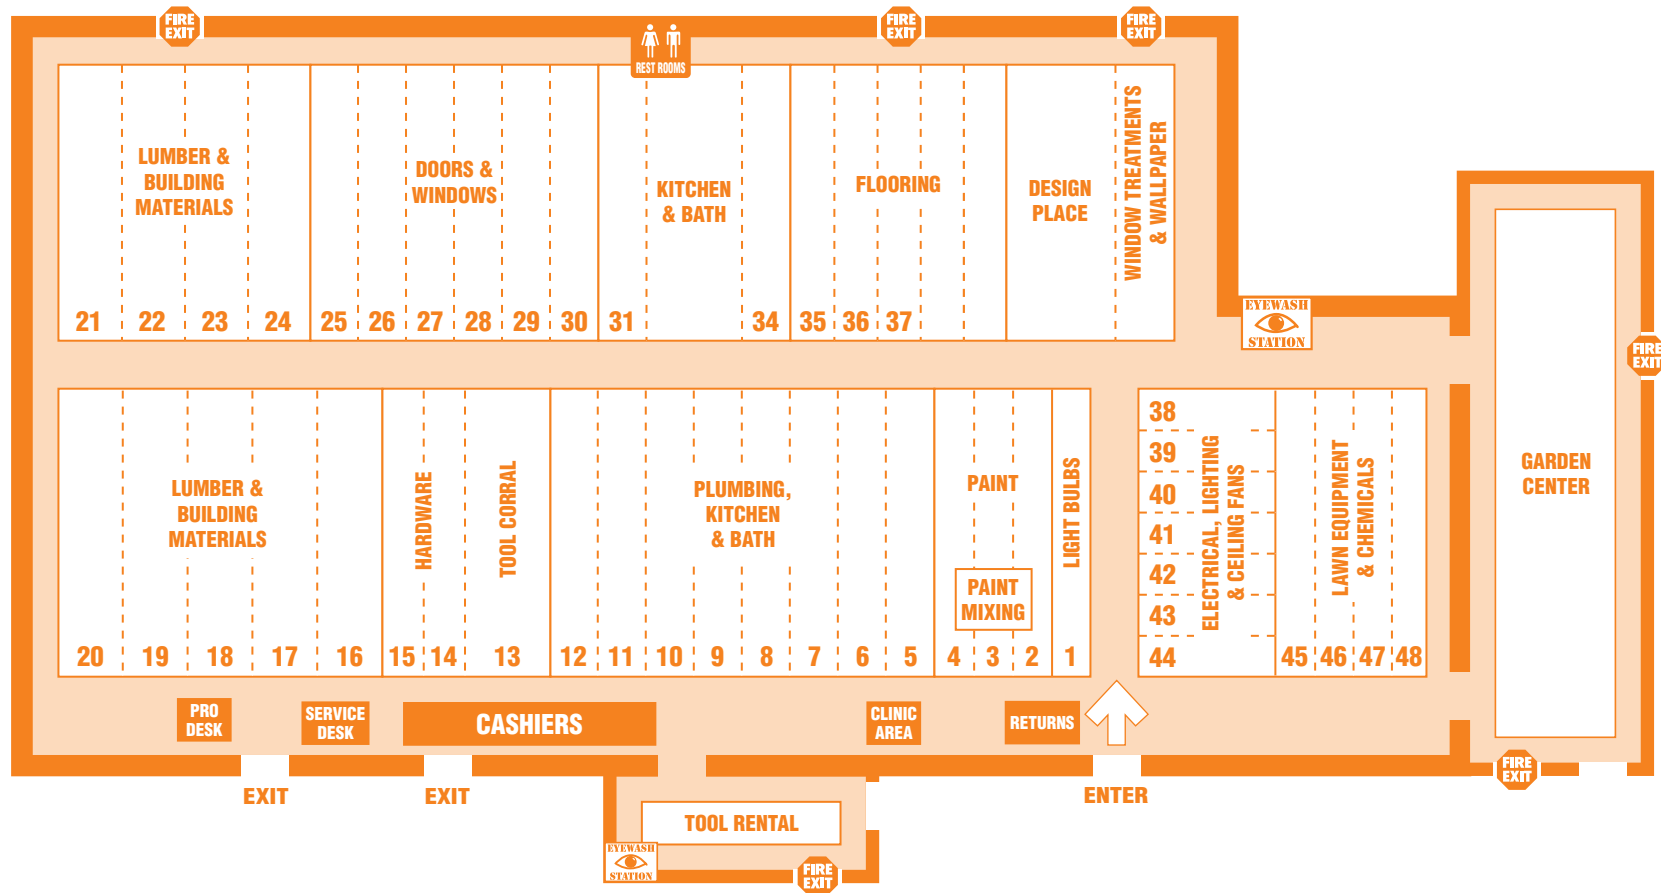 FIRE
EXIT
FIRE
EXIT
FIRE
EXIT
REST ROOMS
LUMBER &
BUILDING
MATERIALS
DOORS &
WINDOWS
KITCHEN
& BATH
FLOORING
DESIGN
PLACE
WINDOW TREATMENTS
& WALLPAPER
21 22 23 24 25 26 27 28 29 30 31 34 35 36 37
EYEWASH
STATION
FIRE
EXIT
LUMBER &
BUILDING
MATERIALS
HARDWARE
TOOL CORRAL
PLUMBING,
KITCHEN
& BATH
PAINT
PAINT
MIXING
LIGHT BULBS
38
39
40
41
42
43
44
ELECTRICAL, LIGHTING
& CEILING FANS
LAWN EQUIPMENT
& CHEMICALS
GARDEN
CENTER
20 19 18 17 16 15 14 13 12 11 10 9 8 7 6 5 4 3 2 1
45 46 47 48
PRO
DESK
SERVICE
DESK
CASHIERS
CLINIC
AREA
RETURNS
EXIT
EXIT
ENTER
FIRE
EXIT
TOOL RENTAL
EYEWASH
STATION
FIRE
EXIT